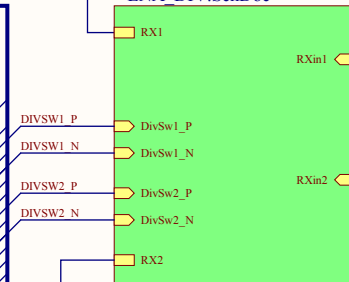 RX1
RXin1
DIVSW1_P
DivSw1_P
DIVSW1_N
DivSw1_N
DIVSW2_P
DivSw2_P
RXin2
DIVSW2_N
DivSw2_N
RX2